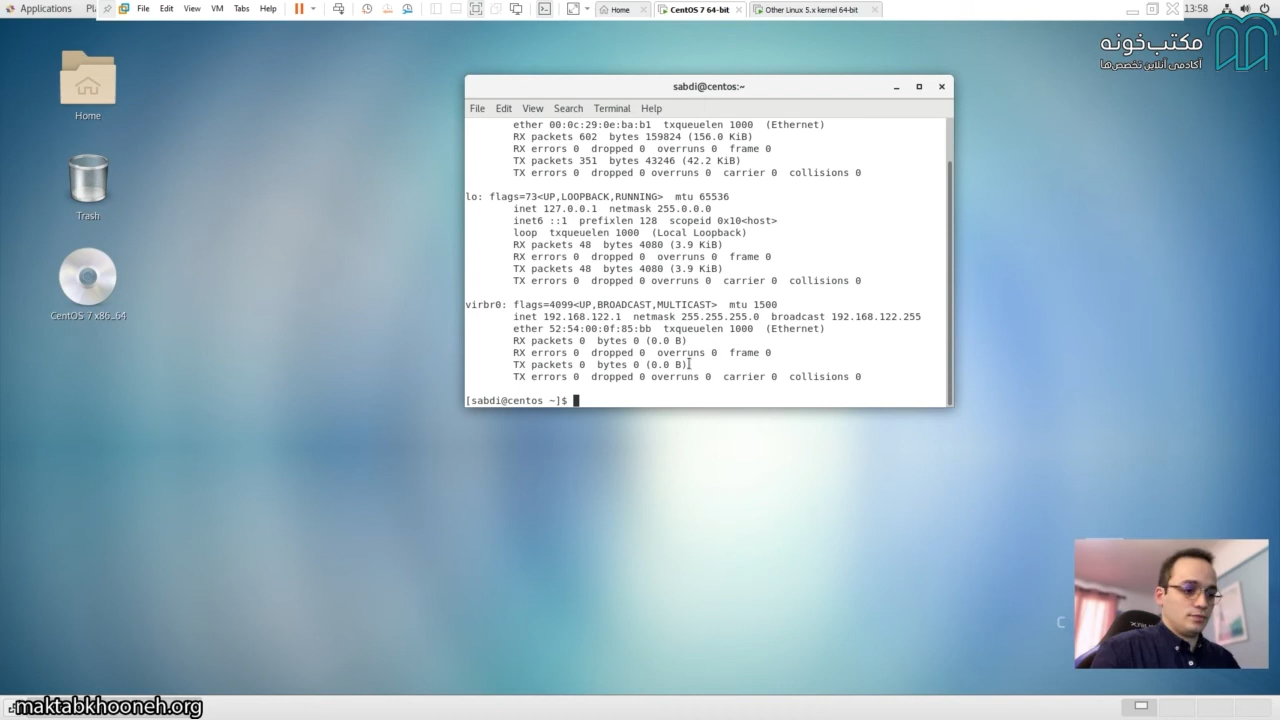 Applications Pl File Edit View VM Tabs Help Home CentOS 7 64-bit Other Linux 5.x kernel 64-bit 13:58
مکتب‌خونه
آکادمی آنلاین تخصص‌ها
Home
Trash
CentOS 7 x86_64
sabdi@centos:~
File Edit View Search Terminal Help
ether 00:0c:29:0e:ba:b1 txqueuelen 1000 (Ethernet)
RX packets 602 bytes 159824 (156.0 KiB)
RX errors 0 dropped 0 overruns 0 frame 0
TX packets 351 bytes 43246 (42.2 KiB)
TX errors 0 dropped 0 overruns 0 carrier 0 collisions 0
lo: flags=73<UP,LOOPBACK,RUNNING> mtu 65536
inet 127.0.0.1 netmask 255.0.0.0
inet6 ::1 prefixlen 128 scopeid 0x10<host>
loop txqueuelen 1000 (Local Loopback)
RX packets 48 bytes 4080 (3.9 KiB)
RX errors 0 dropped 0 overruns 0 frame 0
TX packets 48 bytes 4080 (3.9 KiB)
TX errors 0 dropped 0 overruns 0 carrier 0 collisions 0
virbr0: flags=4099<UP,BROADCAST,MULTICAST> mtu 1500
inet 192.168.122.1 netmask 255.255.255.0 broadcast 192.168.122.255
ether 52:54:00:0f:85:bb txqueuelen 1000 (Ethernet)
RX packets 0 bytes 0 (0.0 B)
RX errors 0 dropped 0 overruns 0 frame 0
TX packets 0 bytes 0 (0.0 B)
TX errors 0 dropped 0 overruns 0 carrier 0 collisions 0
[sabdi@centos ~]$
C
maktabkhooneh.org